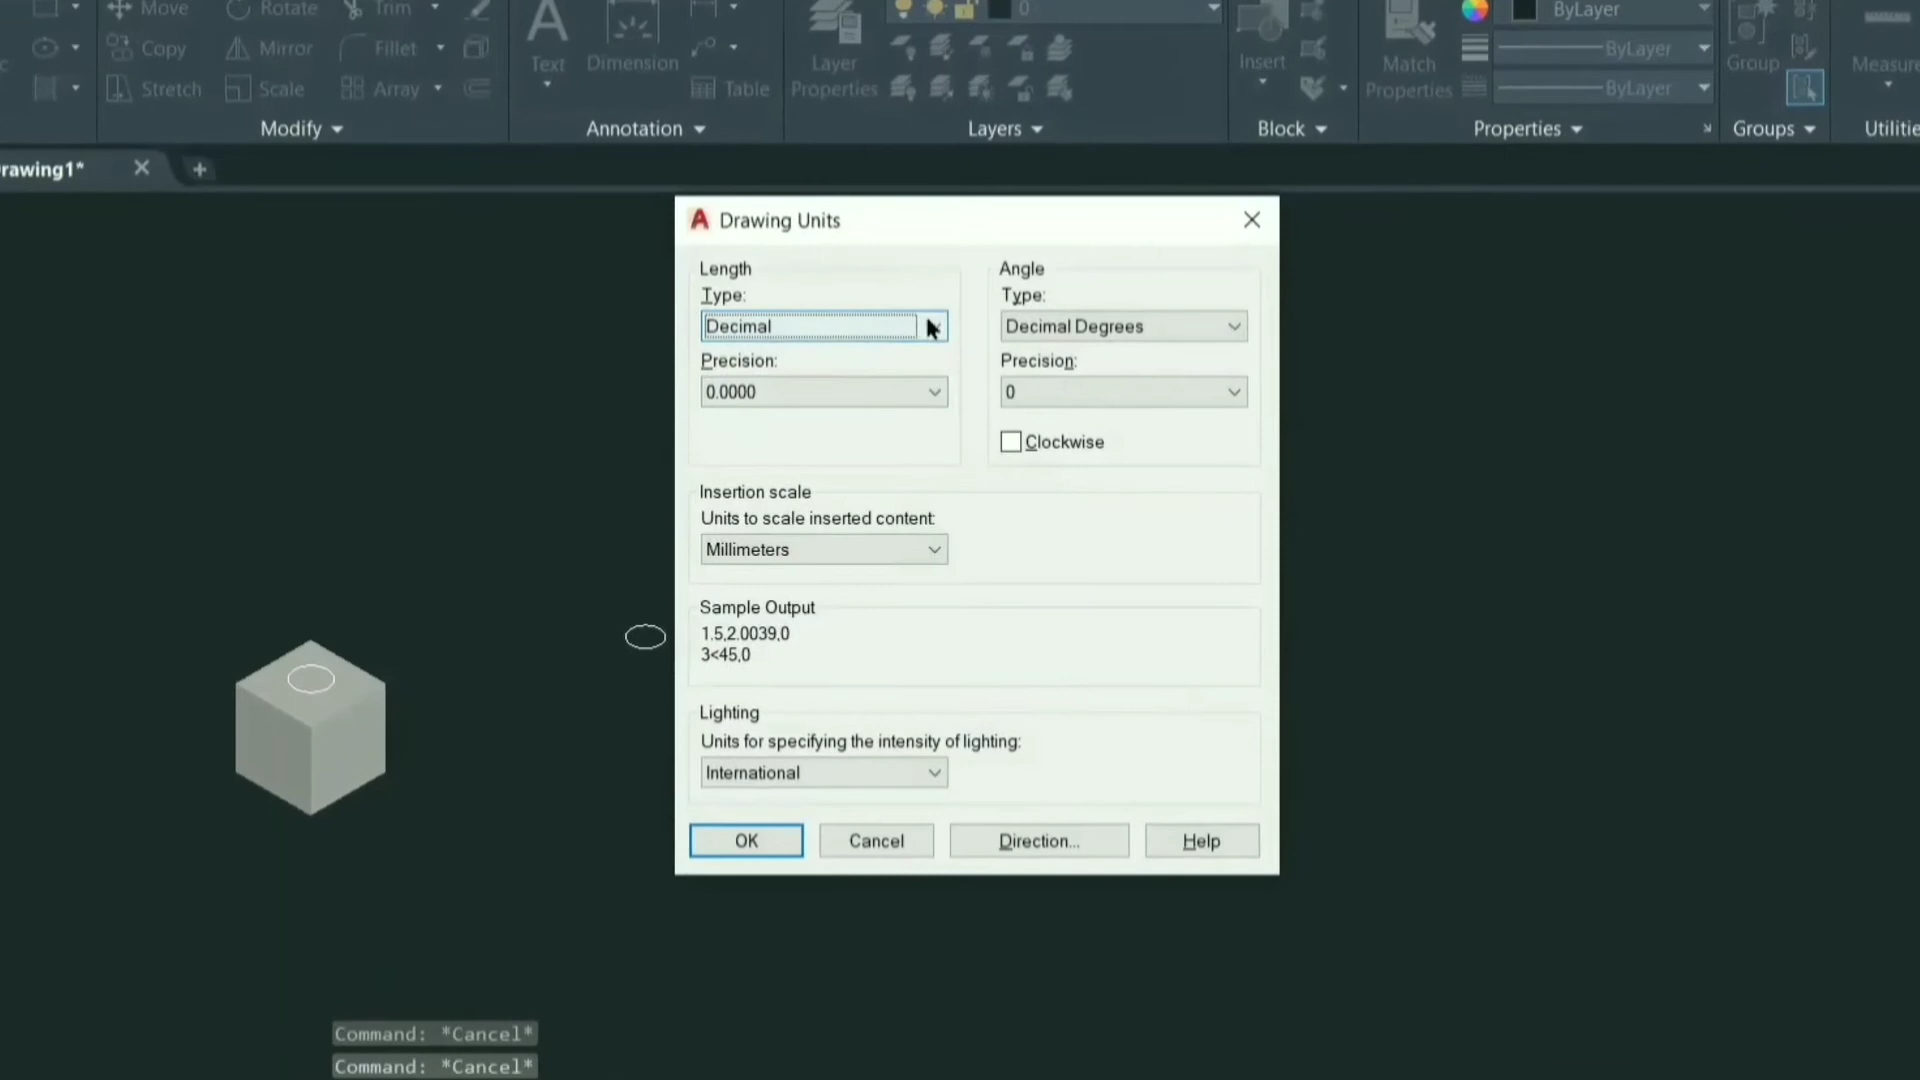 Move
Rotate
Trim
0
ByLayer
Copy
Mirror
Fillet
Text
Dimension
Layer
Properties
Insert
Match
Properties
ByLayer
Group
Measure
Stretch
Scale
Array
Table
ByLayer
Modify
Annotation
Layers
Block
Properties
Groups
Utilitie
rawing1*
Drawing Units
Length
Type:
Decimal
Precision:
0.0000
Angle
Type:
Decimal Degrees
Precision:
0
Clockwise
Insertion scale
Units to scale inserted content:
Millimeters
Sample Output
1.5,2.0039,0
3<45,0
Lighting
Units for specifying the intensity of lighting:
International
OK
Cancel
Direction...
Help
Command: *Cancel*
Command: *Cancel*